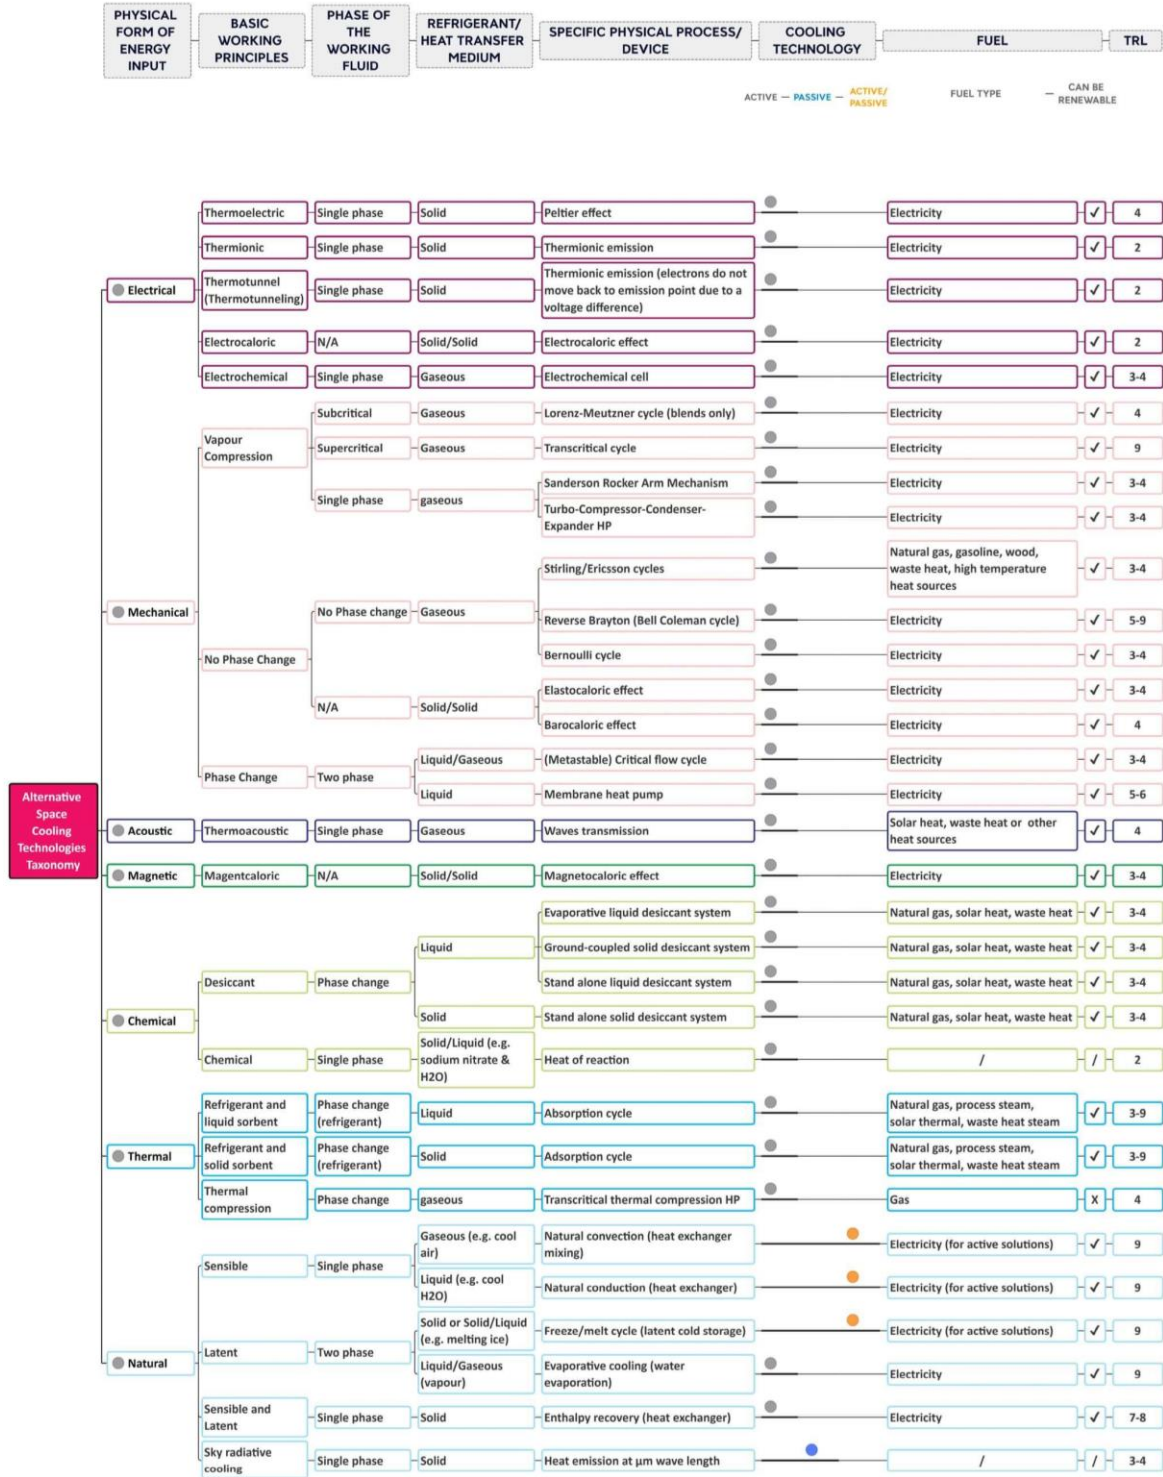 PHYSICAL
FORM OF
ENERGY
INPUT
BASIC
WORKING
PRINCIPLES
PHASE OF
THE
WORKING
FLUID
REFRIGERANT/
HEAT TRANSFER
MEDIUM
SPECIFIC PHYSICAL PROCESS/
DEVICE
COOLING
TECHNOLOGY
FUEL
TRL
ACTIVE — PASSIVE — ACTIVE/
PASSIVE
FUEL TYPE
— CAN BE
RENEWABLE
Alternative
Space
Cooling
Technologies
Taxonomy
Electrical
Thermoelectric
Single phase
Solid
Peltier effect
Electricity
✓
4
Thermionic
Single phase
Solid
Thermionic emission
Electricity
✓
2
Thermotunnel
(Thermotunneling)
Single phase
Solid
Thermionic emission (electrons do not
move back to emission point due to a
voltage difference)
Electricity
✓
2
Electrocaloric
N/A
Solid/Solid
Electrocaloric effect
Electricity
✓
2
Electrochemical
Single phase
Gaseous
Electrochemical cell
Electricity
✓
3-4
Mechanical
Vapour
Compression
Subcritical
Gaseous
Lorenz-Meutzner cycle (blends only)
Electricity
✓
4
Supercritical
Gaseous
Transcritical cycle
Electricity
✓
9
Single phase
gaseous
Sanderson Rocker Arm Mechanism
Electricity
✓
3-4
Turbo-Compressor-Condenser-
Expander HP
Electricity
✓
3-4
No Phase Change
No Phase change
Gaseous
Stirling/Ericsson cycles
Natural gas, gasoline, wood,
waste heat, high temperature
heat sources
✓
3-4
Reverse Brayton (Bell Coleman cycle)
Electricity
✓
5-9
Bernoulli cycle
Electricity
✓
3-4
N/A
Solid/Solid
Elastocaloric effect
Electricity
✓
3-4
Barocaloric effect
Electricity
✓
4
Phase Change
Two phase
Liquid/Gaseous
(Metastable) Critical flow cycle
Electricity
✓
3-4
Liquid
Membrane heat pump
Electricity
✓
5-6
Acoustic
Thermoacoustic
Single phase
Gaseous
Waves transmission
Solar heat, waste heat or other
heat sources
✓
4
Magnetic
Magentcaloric
N/A
Solid/Solid
Magnetocaloric effect
Electricity
✓
3-4
Chemical
Desiccant
Phase change
Liquid
Evaporative liquid desiccant system
Natural gas, solar heat, waste heat
✓
3-4
Ground-coupled solid desiccant system
Natural gas, solar heat, waste heat
✓
3-4
Stand alone liquid desiccant system
Natural gas, solar heat, waste heat
✓
3-4
Solid
Stand alone solid desiccant system
Natural gas, solar heat, waste heat
✓
3-4
Chemical
Single phase
Solid/Liquid (e.g.
sodium nitrate &
H2O)
Heat of reaction
/
/
2
Thermal
Refrigerant and
liquid sorbent
Phase change
(refrigerant)
Liquid
Absorption cycle
Natural gas, process steam,
solar thermal, waste heat steam
✓
3-9
Refrigerant and
solid sorbent
Phase change
(refrigerant)
Solid
Adsorption cycle
Natural gas, process steam,
solar thermal, waste heat steam
✓
3-9
Thermal
compression
Phase change
gaseous
Transcritical thermal compression HP
Gas
X
4
Natural
Sensible
Single phase
Gaseous (e.g. cool
air)
Natural convection (heat exchanger
mixing)
Electricity (for active solutions)
✓
9
Liquid (e.g. cool
H2O)
Natural conduction (heat exchanger)
Electricity (for active solutions)
✓
9
Latent
Two phase
Solid or Solid/Liquid
(e.g. melting ice)
Freeze/melt cycle (latent cold storage)
Electricity (for active solutions)
✓
9
Liquid/Gaseous
(vapour)
Evaporative cooling (water
evaporation)
Electricity
✓
9
Sensible and
Latent
Single phase
Solid
Enthalpy recovery (heat exchanger)
Electricity
✓
7-8
Sky radiative
cooling
Single phase
Solid
Heat emission at µm wave length
/
/
3-4